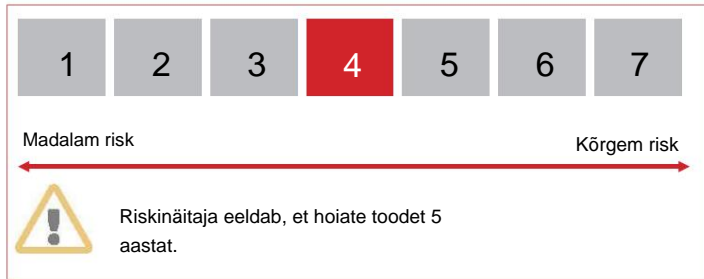 1 2 3 4 5 6 7
Madalam risk Kõrgem risk
Riskinäitaja eeldab, et hoiate toodet 5
aastat.